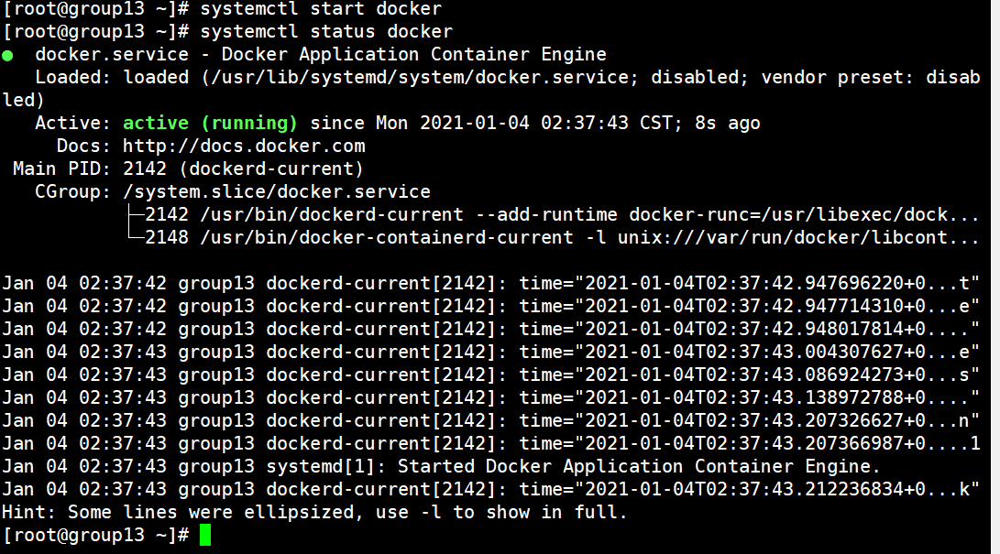 [root@group13 ~]# systemctl start docker
[root@group13 ~]# systemctl status docker
● docker.service - Docker Application Container Engine
   Loaded: loaded (/usr/lib/systemd/system/docker.service; disabled; vendor preset: disab
led)
   Active: active (running) since Mon 2021-01-04 02:37:43 CST; 8s ago
     Docs: http://docs.docker.com
 Main PID: 2142 (dockerd-current)
   CGroup: /system.slice/docker.service
           ├─2142 /usr/bin/dockerd-current --add-runtime docker-runc=/usr/libexec/dock...
           └─2148 /usr/bin/docker-containerd-current -l unix:///var/run/docker/libcont...

Jan 04 02:37:42 group13 dockerd-current[2142]: time="2021-01-04T02:37:42.947696220+0...t"
Jan 04 02:37:42 group13 dockerd-current[2142]: time="2021-01-04T02:37:42.947714310+0...e"
Jan 04 02:37:42 group13 dockerd-current[2142]: time="2021-01-04T02:37:42.948017814+0...."
Jan 04 02:37:43 group13 dockerd-current[2142]: time="2021-01-04T02:37:43.004307627+0...e"
Jan 04 02:37:43 group13 dockerd-current[2142]: time="2021-01-04T02:37:43.086924273+0...s"
Jan 04 02:37:43 group13 dockerd-current[2142]: time="2021-01-04T02:37:43.138972788+0...."
Jan 04 02:37:43 group13 dockerd-current[2142]: time="2021-01-04T02:37:43.207326627+0...n"
Jan 04 02:37:43 group13 dockerd-current[2142]: time="2021-01-04T02:37:43.207366987+0....1
Jan 04 02:37:43 group13 systemd[1]: Started Docker Application Container Engine.
Jan 04 02:37:43 group13 dockerd-current[2142]: time="2021-01-04T02:37:43.212236834+0...k"
Hint: Some lines were ellipsized, use -l to show in full.
[root@group13 ~]#